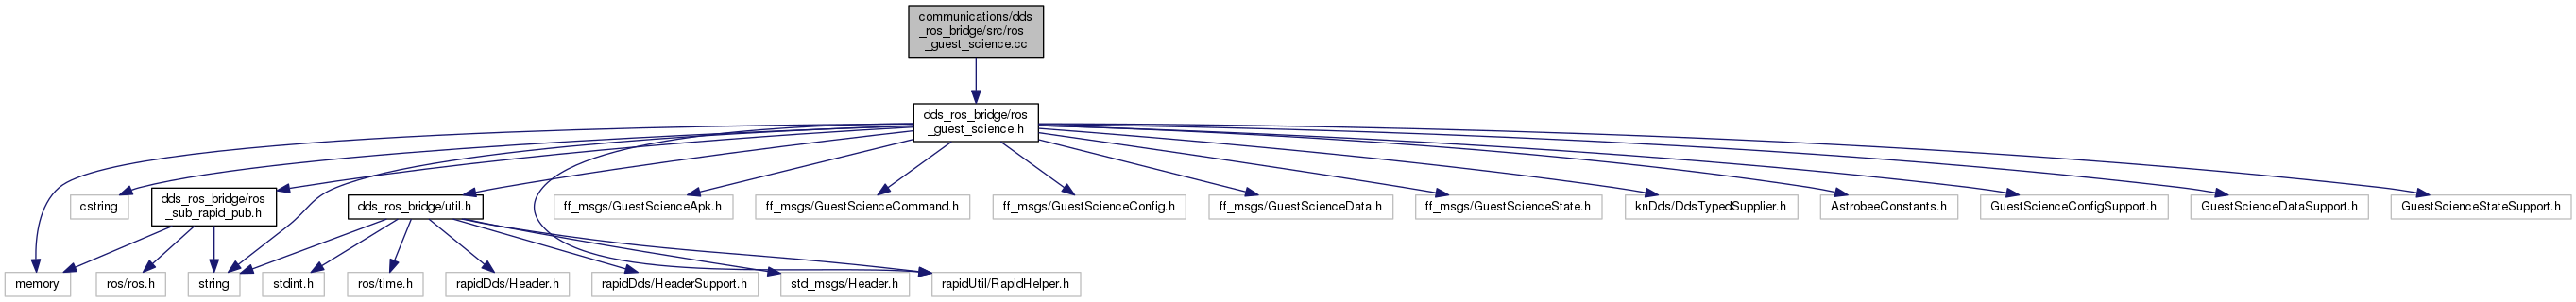 communications/dds
_ros_bridge/src/ros
_guest_science.cc
dds_ros_bridge/ros
_guest_science.h
cstring
dds_ros_bridge/ros
_sub_rapid_pub.h
dds_ros_bridge/util.h
ff_msgs/GuestScienceApk.h
ff_msgs/GuestScienceCommand.h
ff_msgs/GuestScienceConfig.h
ff_msgs/GuestScienceData.h
ff_msgs/GuestScienceState.h
knDds/DdsTypedSupplier.h
AstrobeeConstants.h
GuestScienceConfigSupport.h
GuestScienceDataSupport.h
GuestScienceStateSupport.h
memory
ros/ros.h
string
stdint.h
ros/time.h
rapidDds/Header.h
rapidDds/HeaderSupport.h
std_msgs/Header.h
rapidUtil/RapidHelper.h